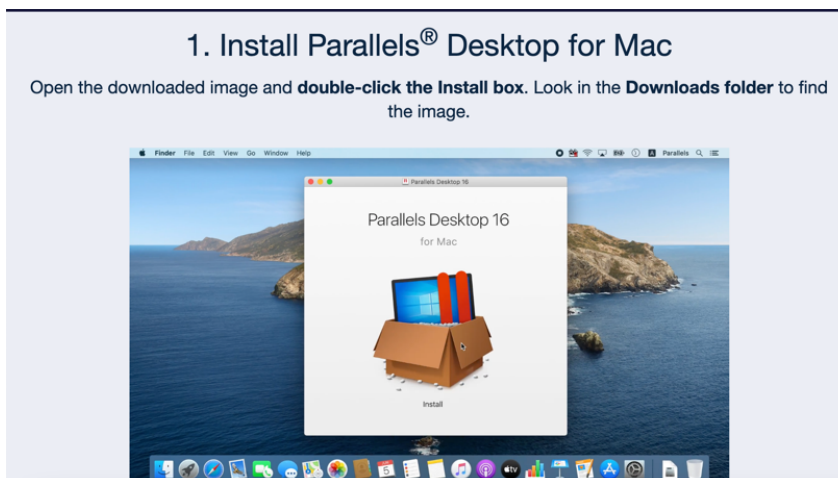 1. Install Parallels® Desktop for Mac
Open the downloaded image and double-click the Install box. Look in the Downloads folder to find
the image.
Finder File Edit View Go Window Help
Parallels
Parallels Desktop 16
Parallels Desktop 16
for Mac
Install
5
tv